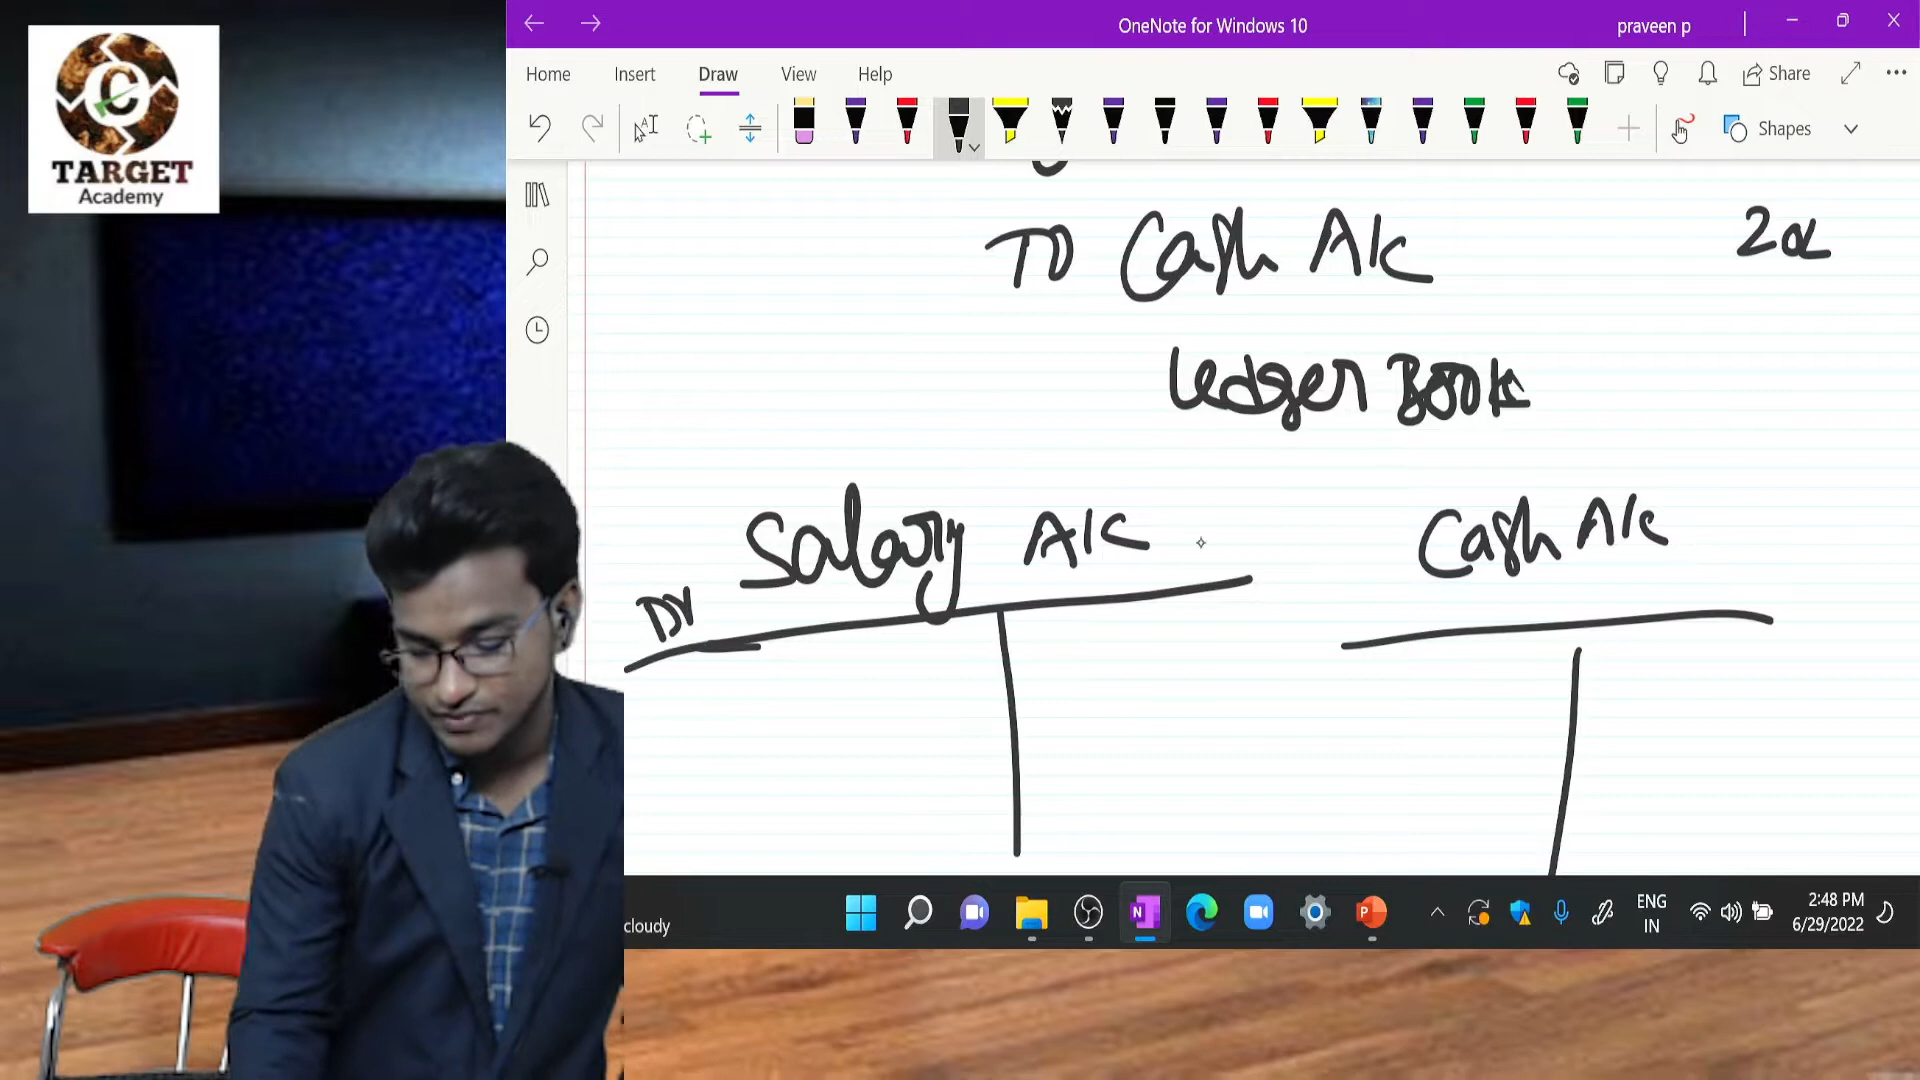 TARGET
Academy
OneNote for Windows 10
praveen p
Home Insert Draw View Help
Share
Shapes
To Cash A/c
Ledger Book
Salary A/c
Cash A/c
Dr
cloudy
ENG
IN
2:48 PM
6/29/2022